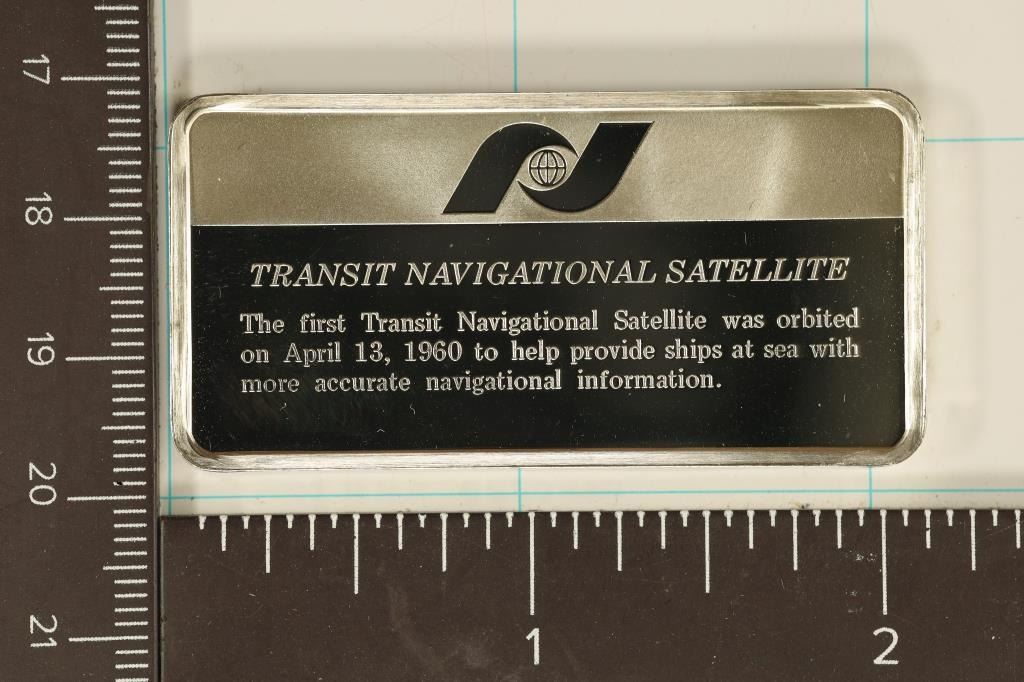 TRANSIT NAVIGATIONAL SATELLITE
The first Transit Navigational Satellite was orbited
on April 13, 1960 to help provide ships at sea with
more accurate navigational information.
17
18
19
20
21
1 2